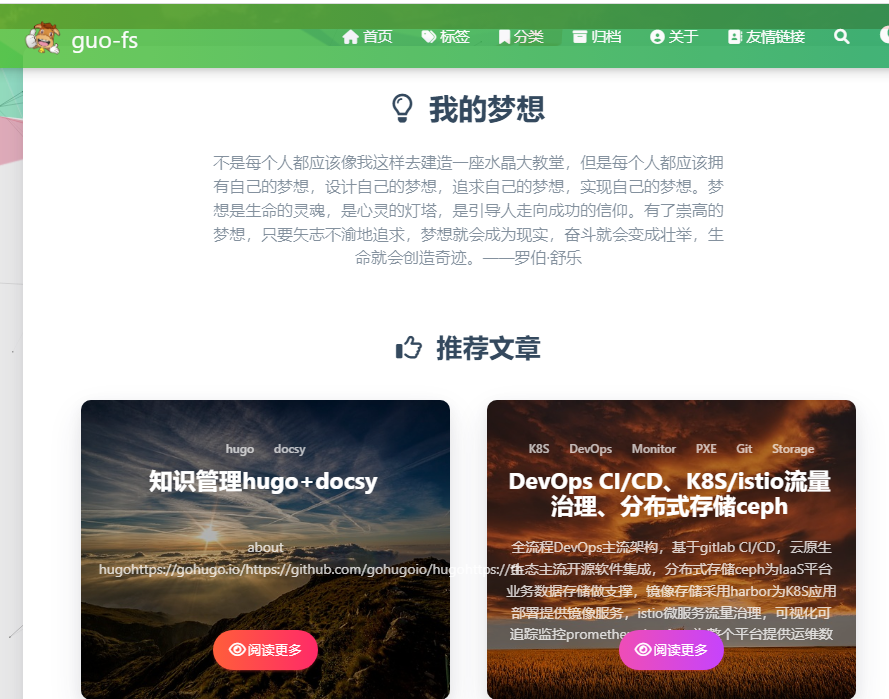 guo-fs
首页 标签 分类 归档 关于 友情链接
我的梦想
不是每个人都应该像我这样去建造一座水晶大教堂，但是每个人都应该拥
有自己的梦想，设计自己的梦想，追求自己的梦想，实现自己的梦想。梦
想是生命的灵魂，是心灵的灯塔，是引导人走向成功的信仰。有了崇高的
梦想，只要矢志不渝地追求，梦想就会成为现实，奋斗就会变成壮举，生
命就会创造奇迹。——罗伯·舒乐
推荐文章
hugo docsy
知识管理hugo+docsy
about
hugohttps://gohugo.io/https://github.com/gohugoio/hugohttps://th
阅读更多
K8S DevOps Monitor PXE Git Storage
DevOps CI/CD、K8S/istio流量
治理、分布式存储ceph
全流程DevOps主流架构，基于gitlab CI/CD，云原生
生态主流开源软件集成，分布式存储ceph为IaaS平台
业务数据存储做支撑，镜像存储采用harbor为K8S应用
部署提供镜像服务，istio微服务流量治理，可视化可
追踪监控promethe 整个平台提供运维数
阅读更多